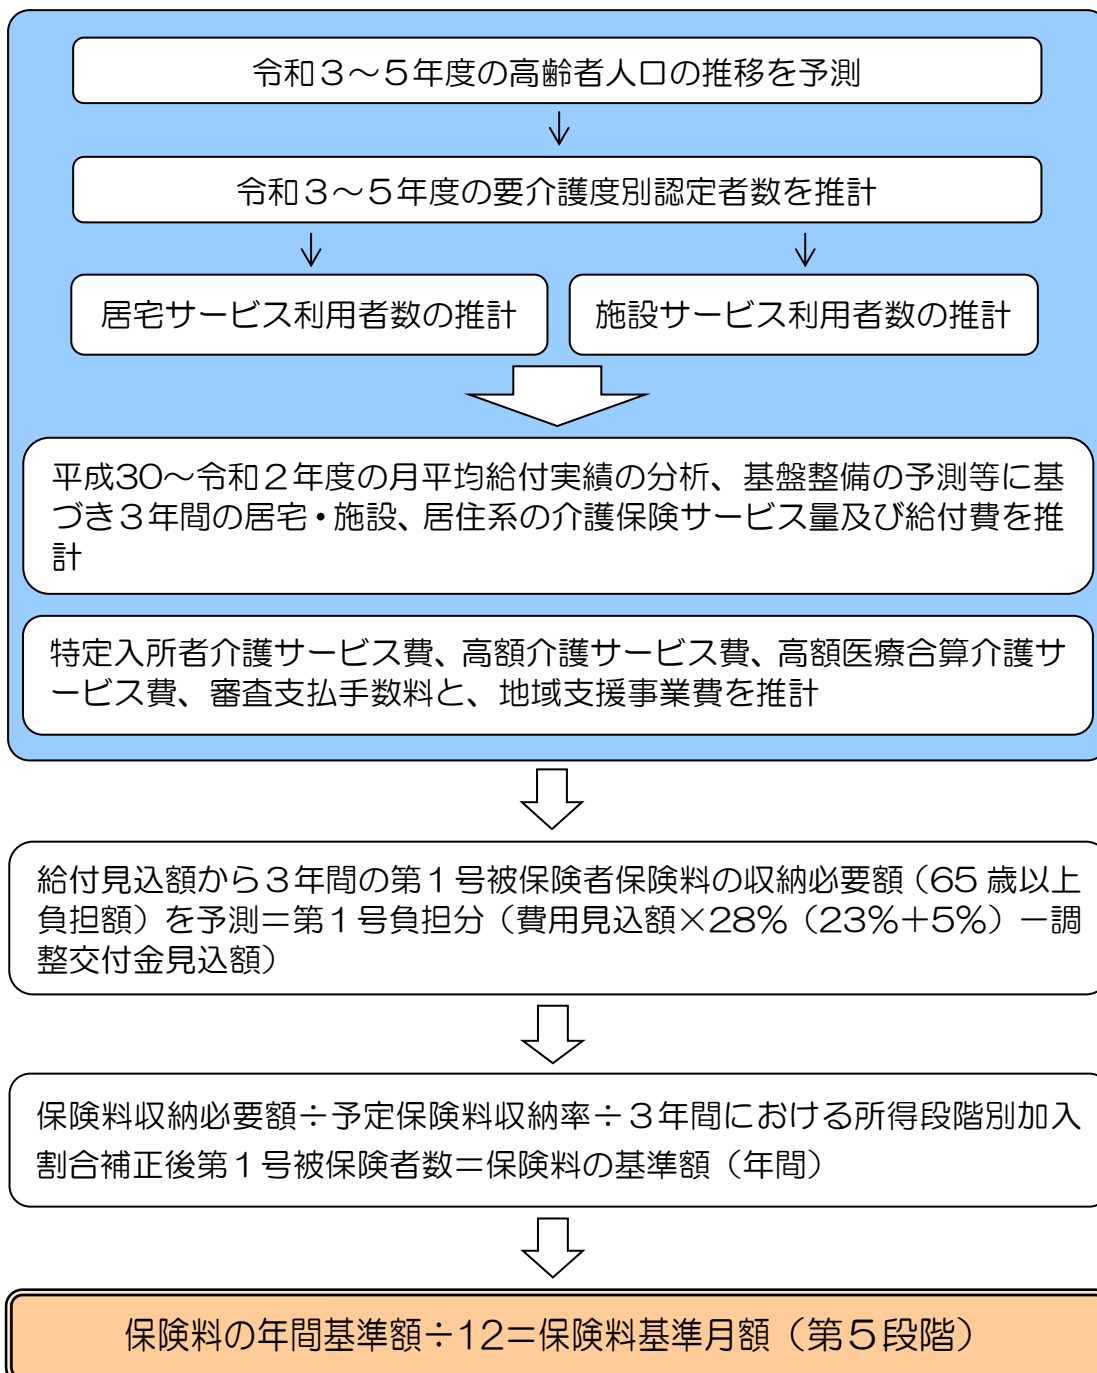 令和３～５年度の高齢者人口の推移を予測
令和３～５年度の要介護度別認定者数を推計
居宅サービス利用者数の推計
施設サービス利用者数の推計
平成30～令和２年度の月平均給付実績の分析、基盤整備の予測等に基
づき３年間の居宅・施設、居住系の介護保険サービス量及び給付費を推
計
特定入所者介護サービス費、高額介護サービス費、高額医療合算介護サ
ービス費、審査支払手数料と、地域支援事業費を推計
給付見込額から３年間の第１号被保険者保険料の収納必要額（65 歳以上
負担額）を予測＝第１号負担分（費用見込額×28％（23％＋5％）－調
整交付金見込額）
保険料収納必要額÷予定保険料収納率÷３年間における所得段階別加入
割合補正後第１号被保険者数＝保険料の基準額（年間）
保険料の年間基準額÷12＝保険料基準月額（第５段階）